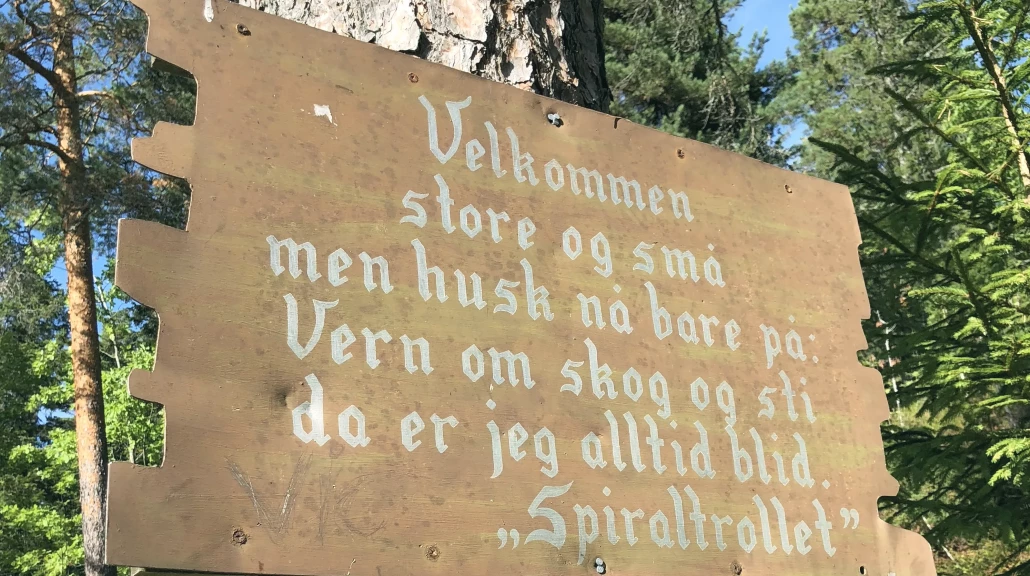 Velkommen
store og små
men husk nå bare på:
Vern om skog og sti
da er jeg alltid blid.
„Spiraltrollet”